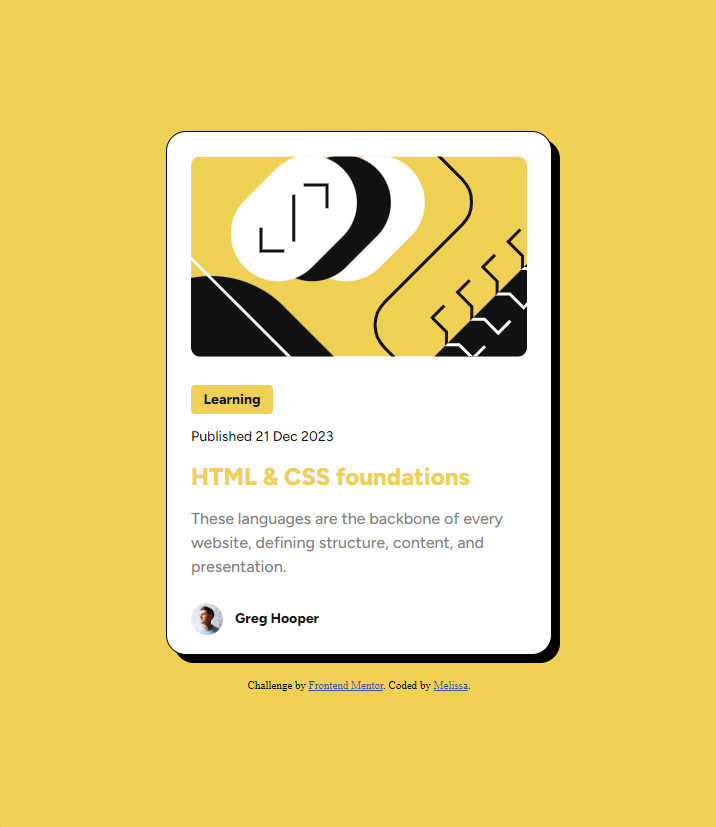 Learning
Published 21 Dec 2023
HTML & CSS foundations
These languages are the backbone of every
website, defining structure, content, and
presentation.
Greg Hooper
Challenge by Frontend Mentor. Coded by Melissa.